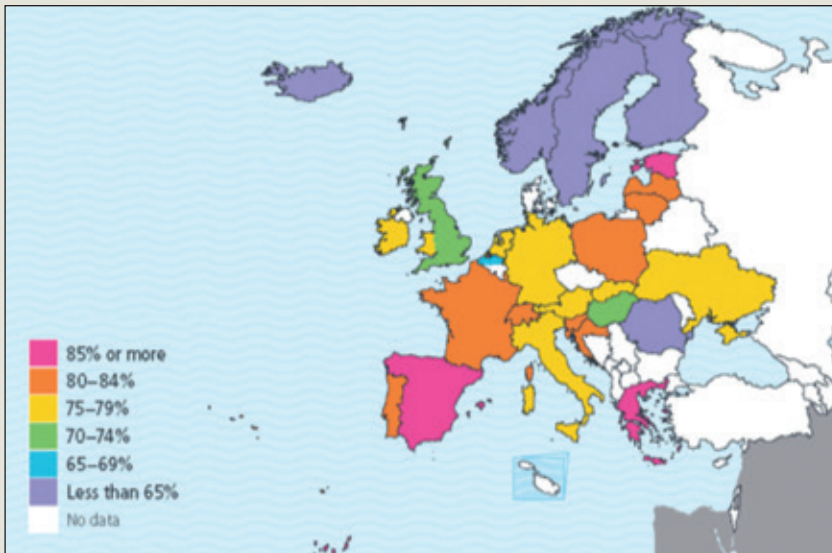 85% or more
80–84%
75–79%
70–74%
65–69%
Less than 65%
No data